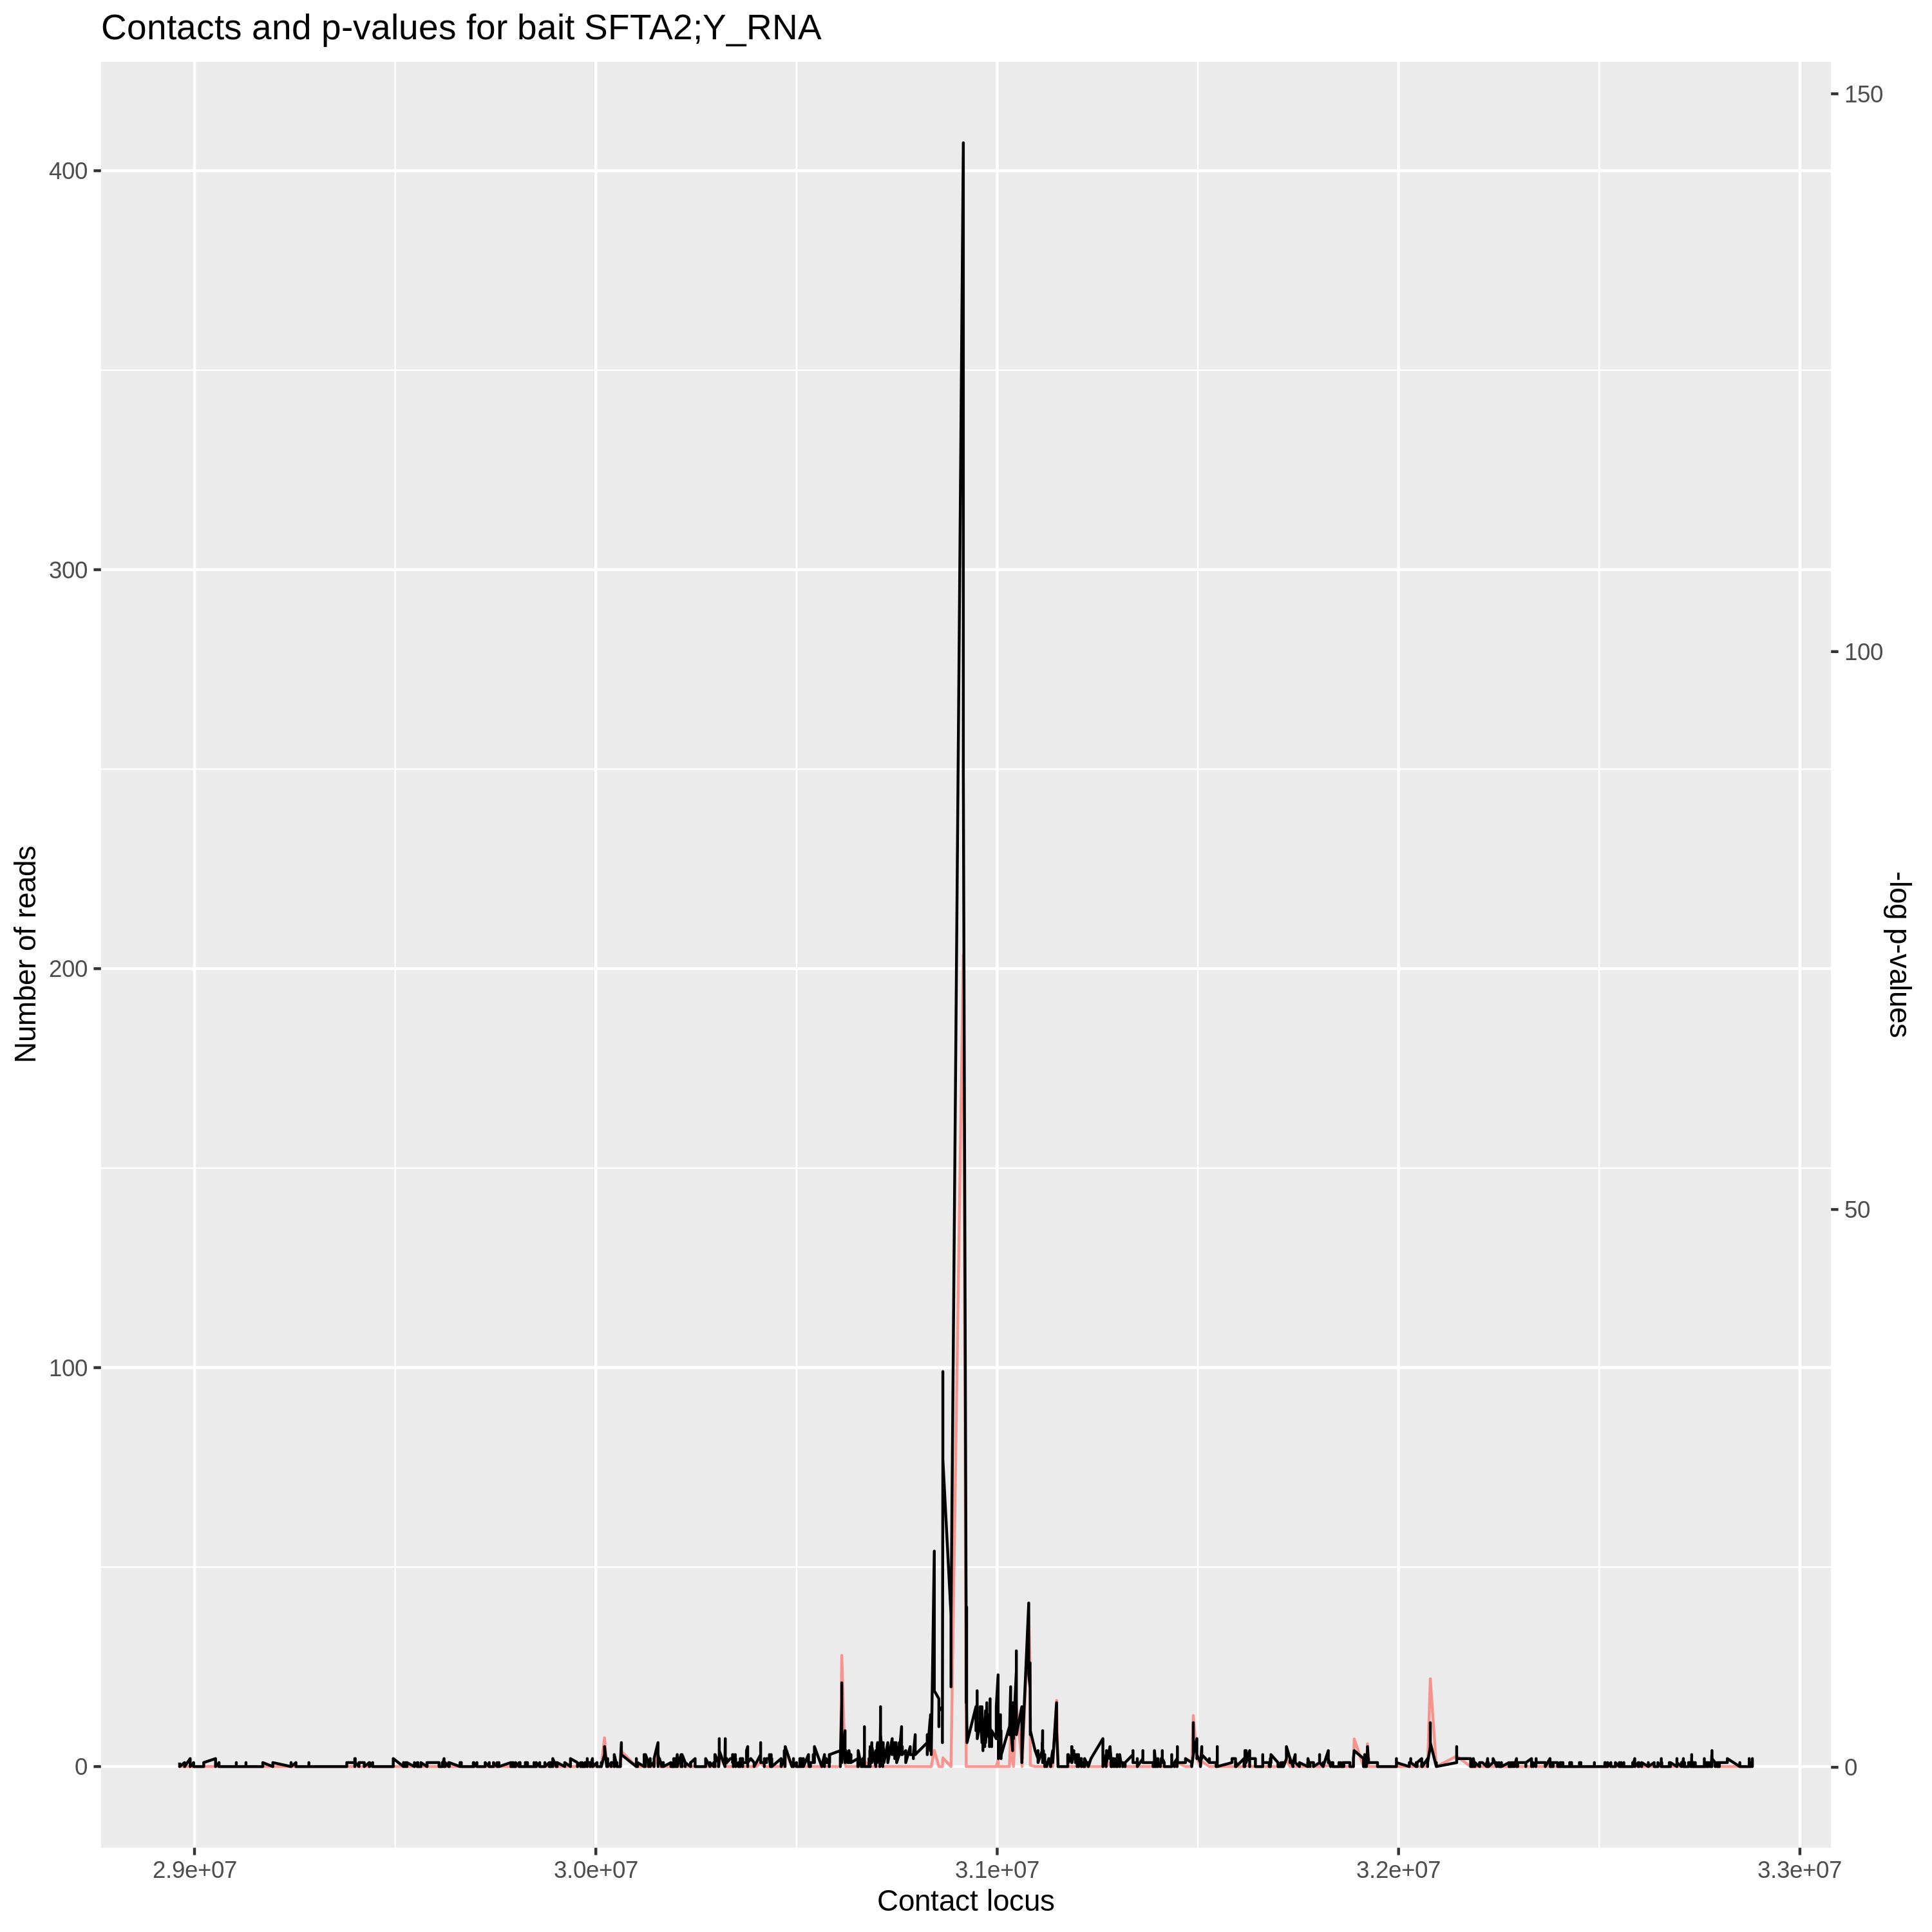 Contacts and p-values for bait SFTA2;Y_RNA
Number of reads
400
300
200
100
0
150
100
50
0
-log p-values
2.9e+07
3.0e+07
3.1e+07
3.2e+07
3.3e+07
Contact locus